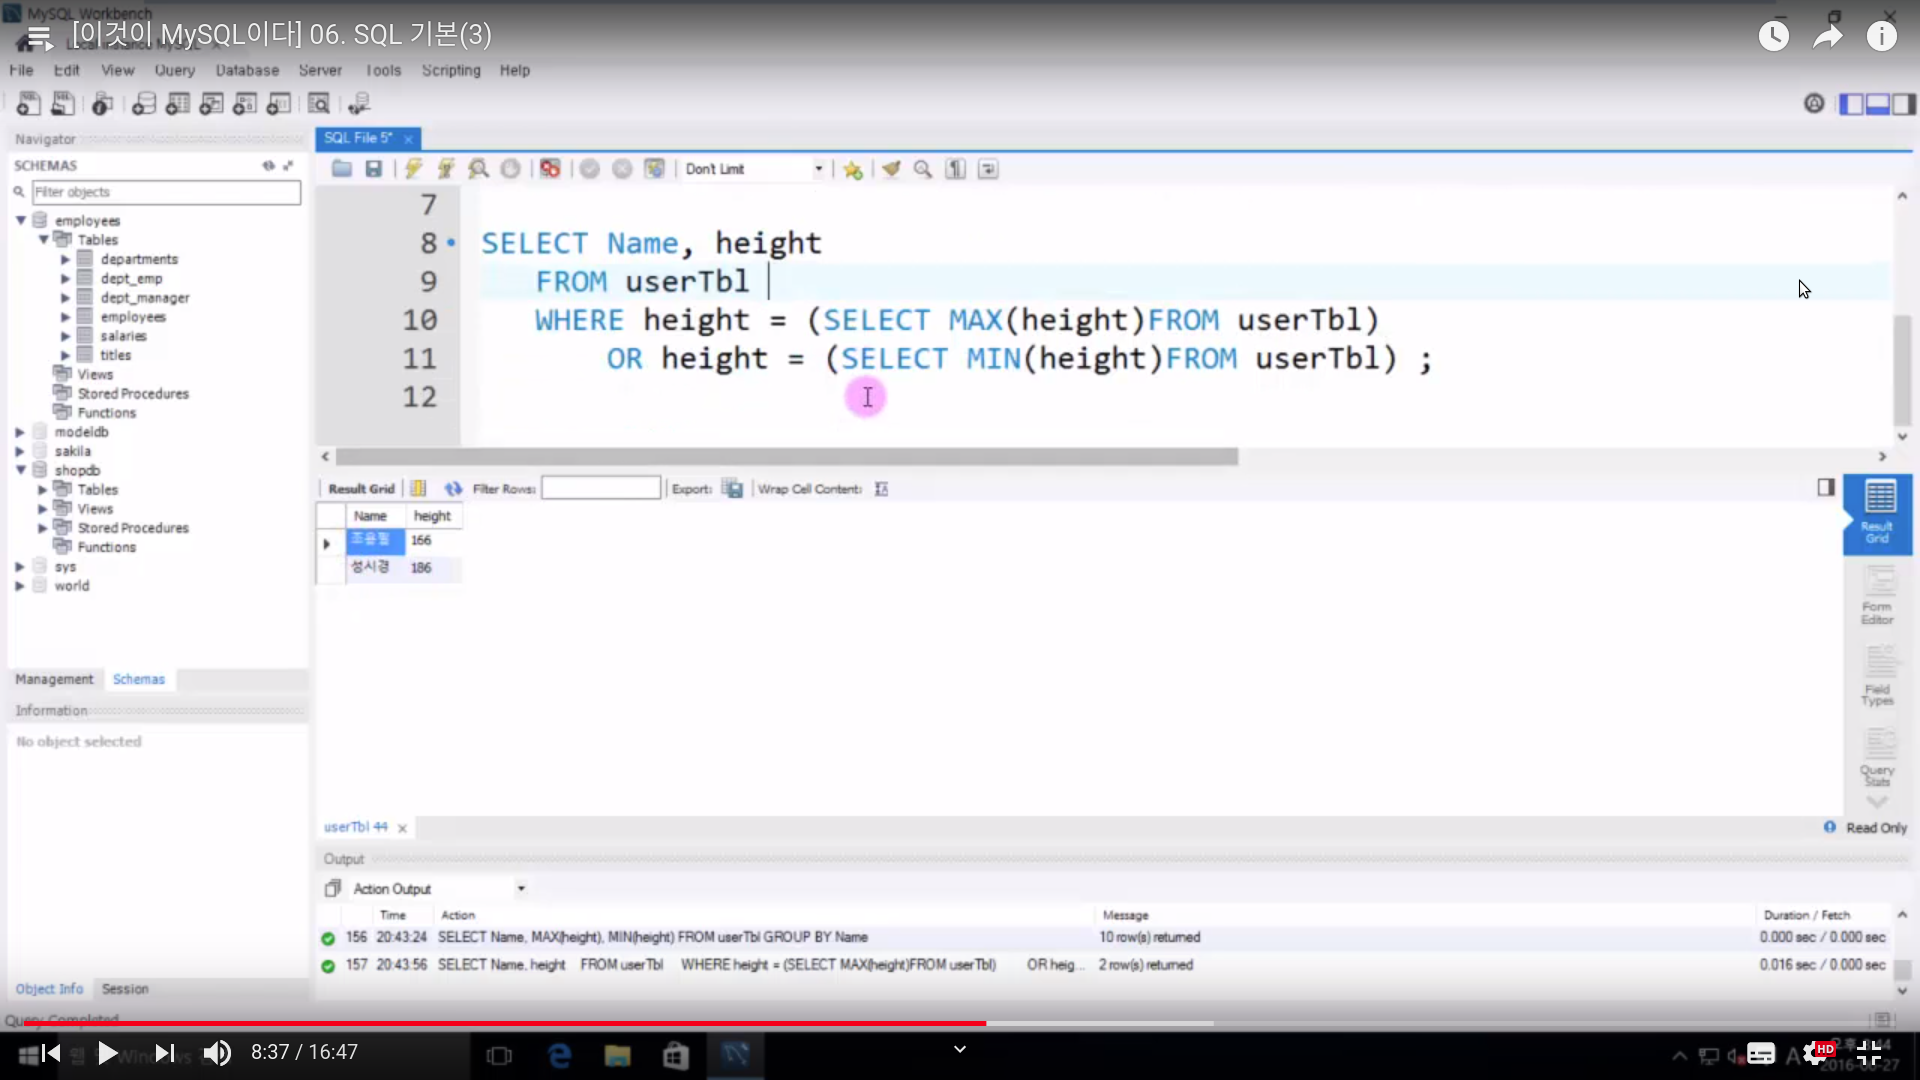 MySQL Workbench
[이것이 MySQL이다] 06. SQL 기본(3)
File Edit View Query Database Server Tools Scripting Help
Navigator
SCHEMAS
Filter objects
employees
Tables
departments
dept_emp
dept_manager
employees
salaries
titles
Views
Stored Procedures
Functions
modeldb
sakila
shopdb
Tables
Views
Stored Procedures
Functions
sys
world
Management Schemas
Information
No object selected
Object Info Session
Query Completed
SQL File 5*
Don't Limit
7
8 SELECT Name, height
9 FROM userTbl
10 WHERE height = (SELECT MAX(height)FROM userTbl)
11 OR height = (SELECT MIN(height)FROM userTbl) ;
12
Result Grid Filter Rows: Export: Wrap Cell Content:
Name height
조용필 166
성시경 186
Result
Grid
Form
Editor
Field
Types
Query
Stats
userTbl 44
Read Only
Output
Action Output
Time Action Message Duration / Fetch
156 20:43:24 SELECT Name, MAX(height), MIN(height) FROM userTbl GROUP BY Name 10 row(s) returned 0.000 sec / 0.000 sec
157 20:43:56 SELECT Name, height FROM userTbl WHERE height = (SELECT MAX(height)FROM userTbl) OR heig... 2 row(s) returned 0.016 sec / 0.000 sec
8:37 / 16:47
HD